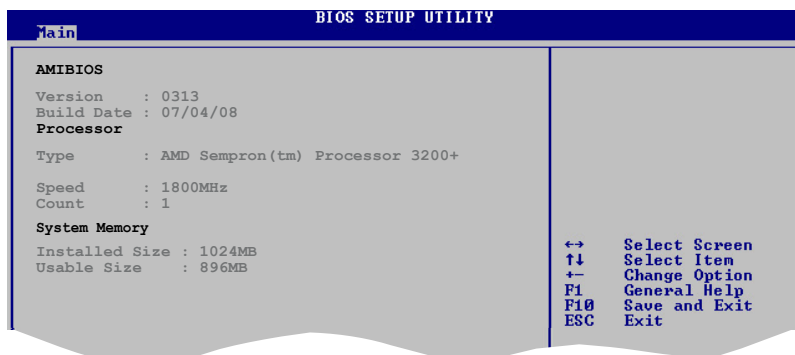 BIOS SETUP UTILITY
Main
AMIBIOS
Version : 0313
Build Date : 07/04/08
Processor
Type : AMD Sempron(tm) Processor 3200+
Speed : 1800MHz
Count : 1
System Memory
Installed Size : 1024MB
Usable Size : 896MB
←→ Select Screen
↑↓ Select Item
+- Change Option
F1 General Help
F10 Save and Exit
ESC Exit